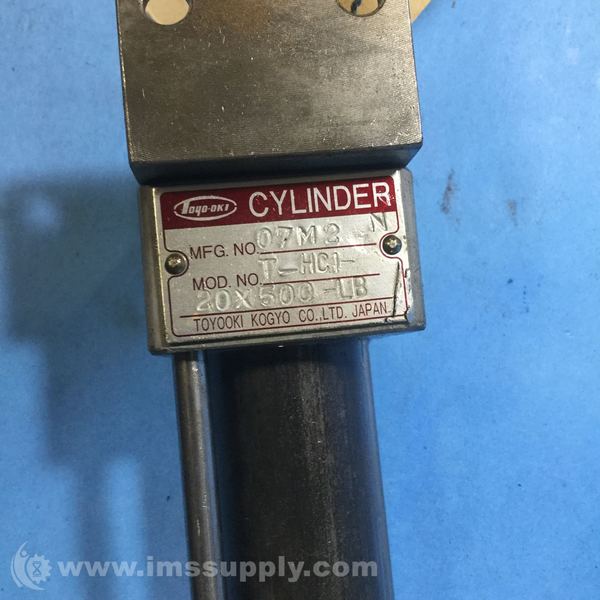 TOYO-OKI CYLINDER
MFG. NO. 07M2 N
MOD. NO. T-HC1-
20X500-LB
TOYOOKI KOGYO CO.,LTD. JAPAN
www.imssupply.com